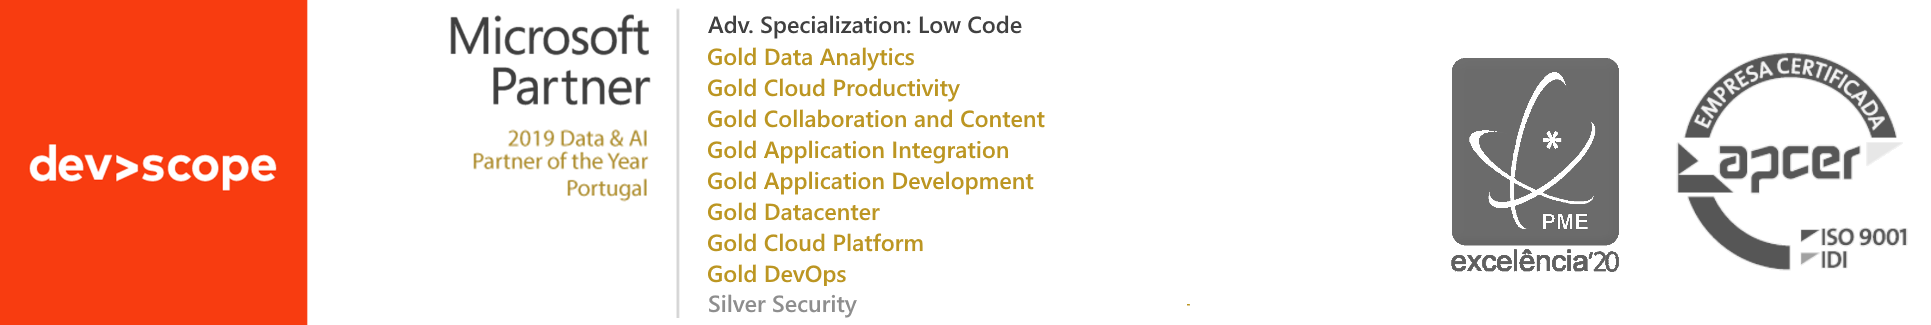 dev>scope
Microsoft
Partner
2019 Data & AI
Partner of the Year
Portugal
Adv. Specialization: Low Code
Gold Data Analytics
Gold Cloud Productivity
Gold Collaboration and Content
Gold Application Integration
Gold Application Development
Gold Datacenter
Gold Cloud Platform
Gold DevOps
Silver Security
PME
excelência'20
EMPRESA CERTIFICADA
apcer
ISO 9001
IDI